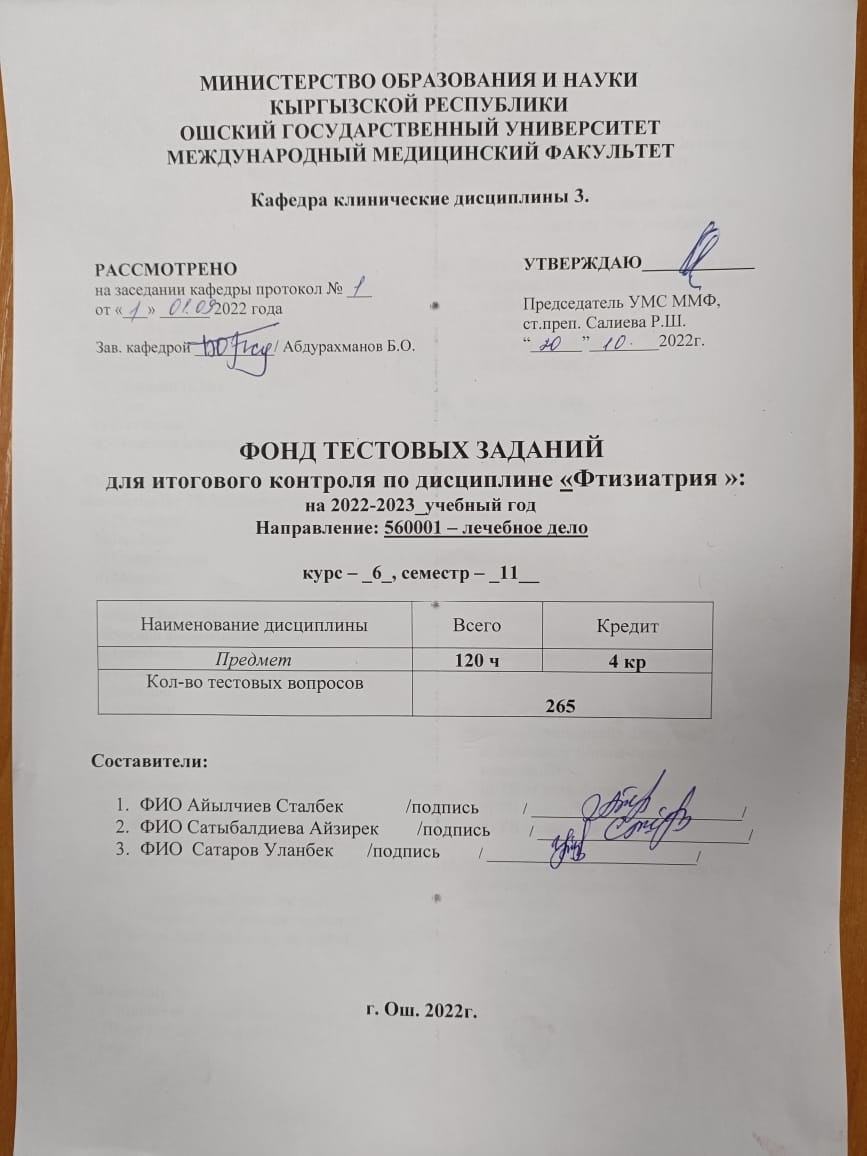 МИНИСТЕРСТВО ОБРАЗОВАНИЯ И НАУКИ
КЫРГЫЗСКОЙ РЕСПУБЛИКИ
ОШСКИЙ ГОСУДАРСТВЕННЫЙ УНИВЕРСИТЕТ
МЕЖДУНАРОДНЫЙ МЕДИЦИНСКИЙ ФАКУЛЬТЕТ
Кафедра клинические дисциплины 3.
РАССМОТРЕНО
на заседании кафедры протокол № 1
от «1» 01.09 2022 года
Зав. кафедрой / Абдурахманов Б.О.
УТВЕРЖДАЮ
Председатель УМС ММФ,
ст.преп. Салиева Р.Ш.
“20” 10. 2022г.
ФОНД ТЕСТОВЫХ ЗАДАНИЙ
для итогового контроля по дисциплине «Фтизиатрия »:
на 2022-2023_учебный год
Направление: 560001 – лечебное дело
курс – _6_, семестр – _11__
Наименование дисциплины Всего Кредит
Предмет 120 ч 4 кр
Кол-во тестовых вопросов 265
Составители:
1. ФИО Айылчиев Сталбек /подпись / /
2. ФИО Сатыбалдиева Айзирек /подпись / /
3. ФИО Сатаров Уланбек /подпись / /
г. Ош. 2022г.